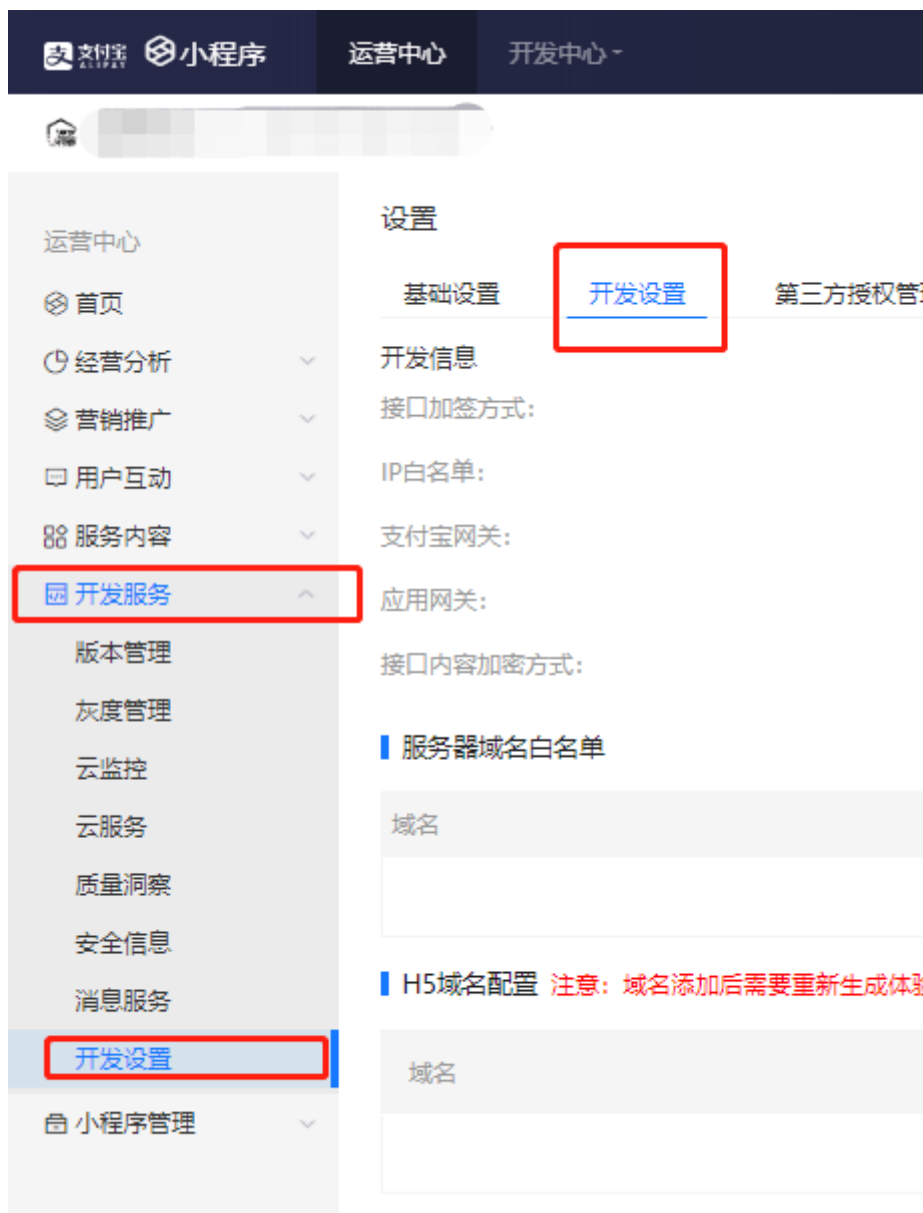 支付宝 ALIPAY 小程序 运营中心 开发中心
运营中心
首页
经营分析
营销推广
用户互动
服务内容
开发服务
版本管理
灰度管理
云监控
云服务
质量洞察
安全信息
消息服务
开发设置
小程序管理
设置
基础设置 开发设置 第三方授权管
开发信息
接口加签方式:
IP白名单:
支付宝网关:
应用网关:
接口内容加密方式:
服务器域名白名单
域名
H5域名配置 注意: 域名添加后需要重新生成体
域名